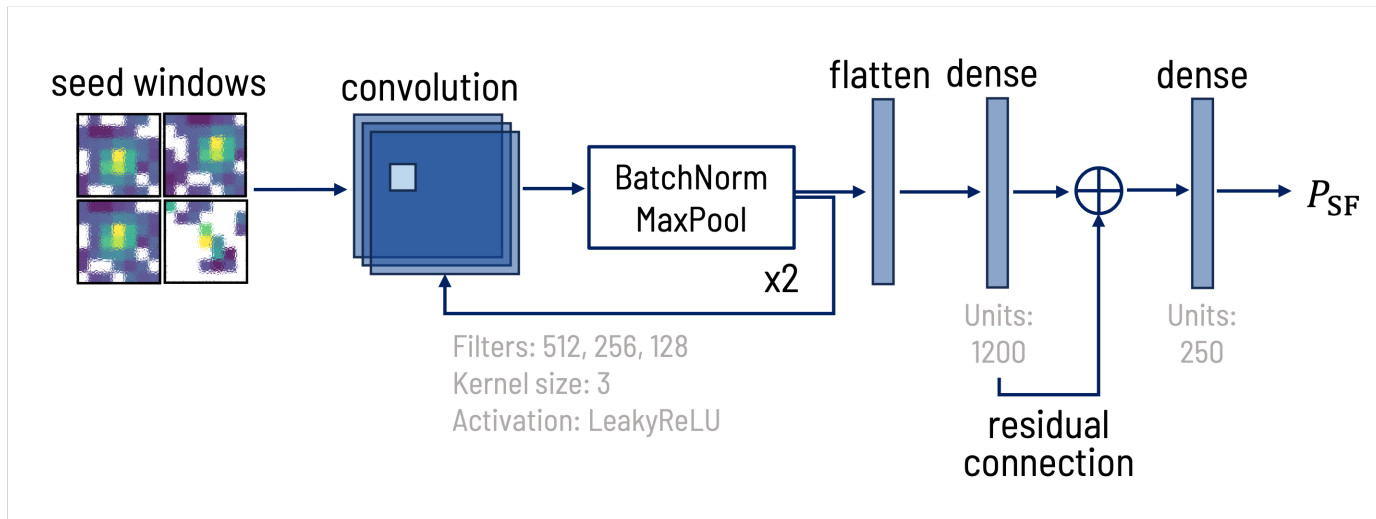 seed windows
convolution
BatchNorm
MaxPool
x2
flatten
dense
dense
P_SF
Filters: 512, 256, 128
Kernel size: 3
Activation: LeakyReLU
Units:
1200
Units:
250
residual
connection